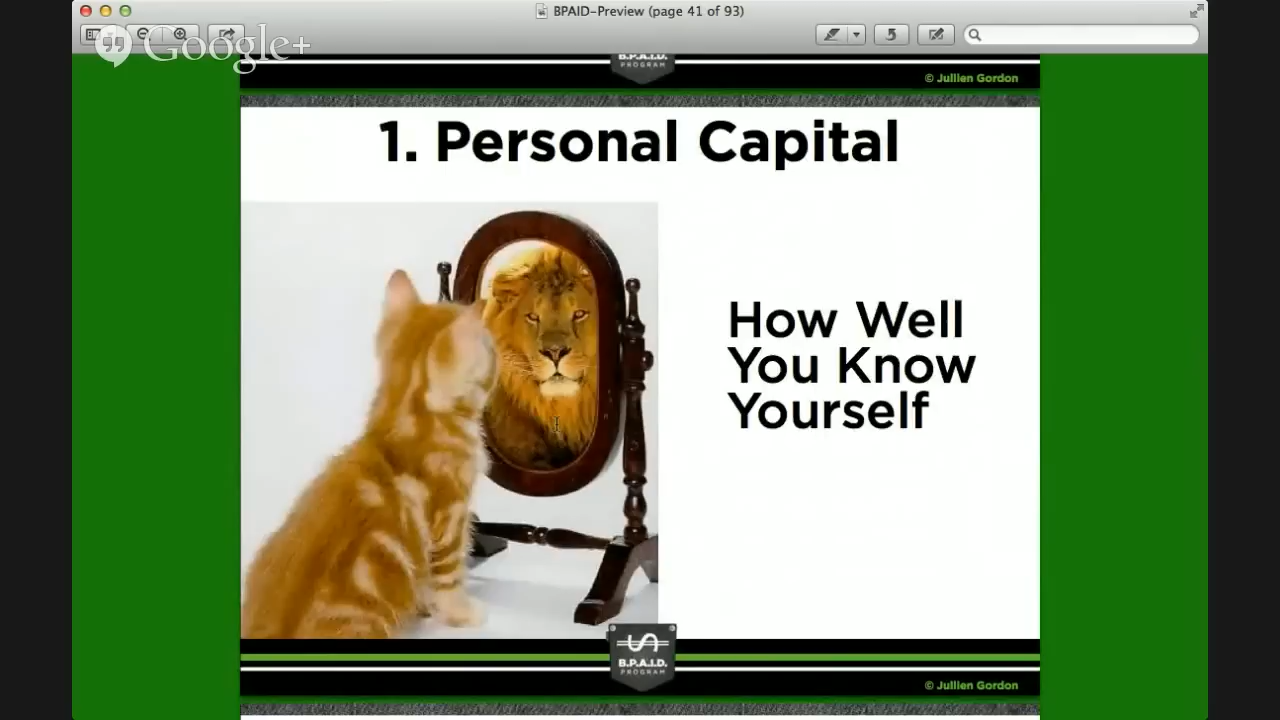 BPAID-Preview (page 41 of 93)
Google+
B.P.A.I.D.
PROGRAM
© Jullien Gordon
1. Personal Capital
How Well
You Know
Yourself
B.P.A.I.D.
PROGRAM
© Jullien Gordon